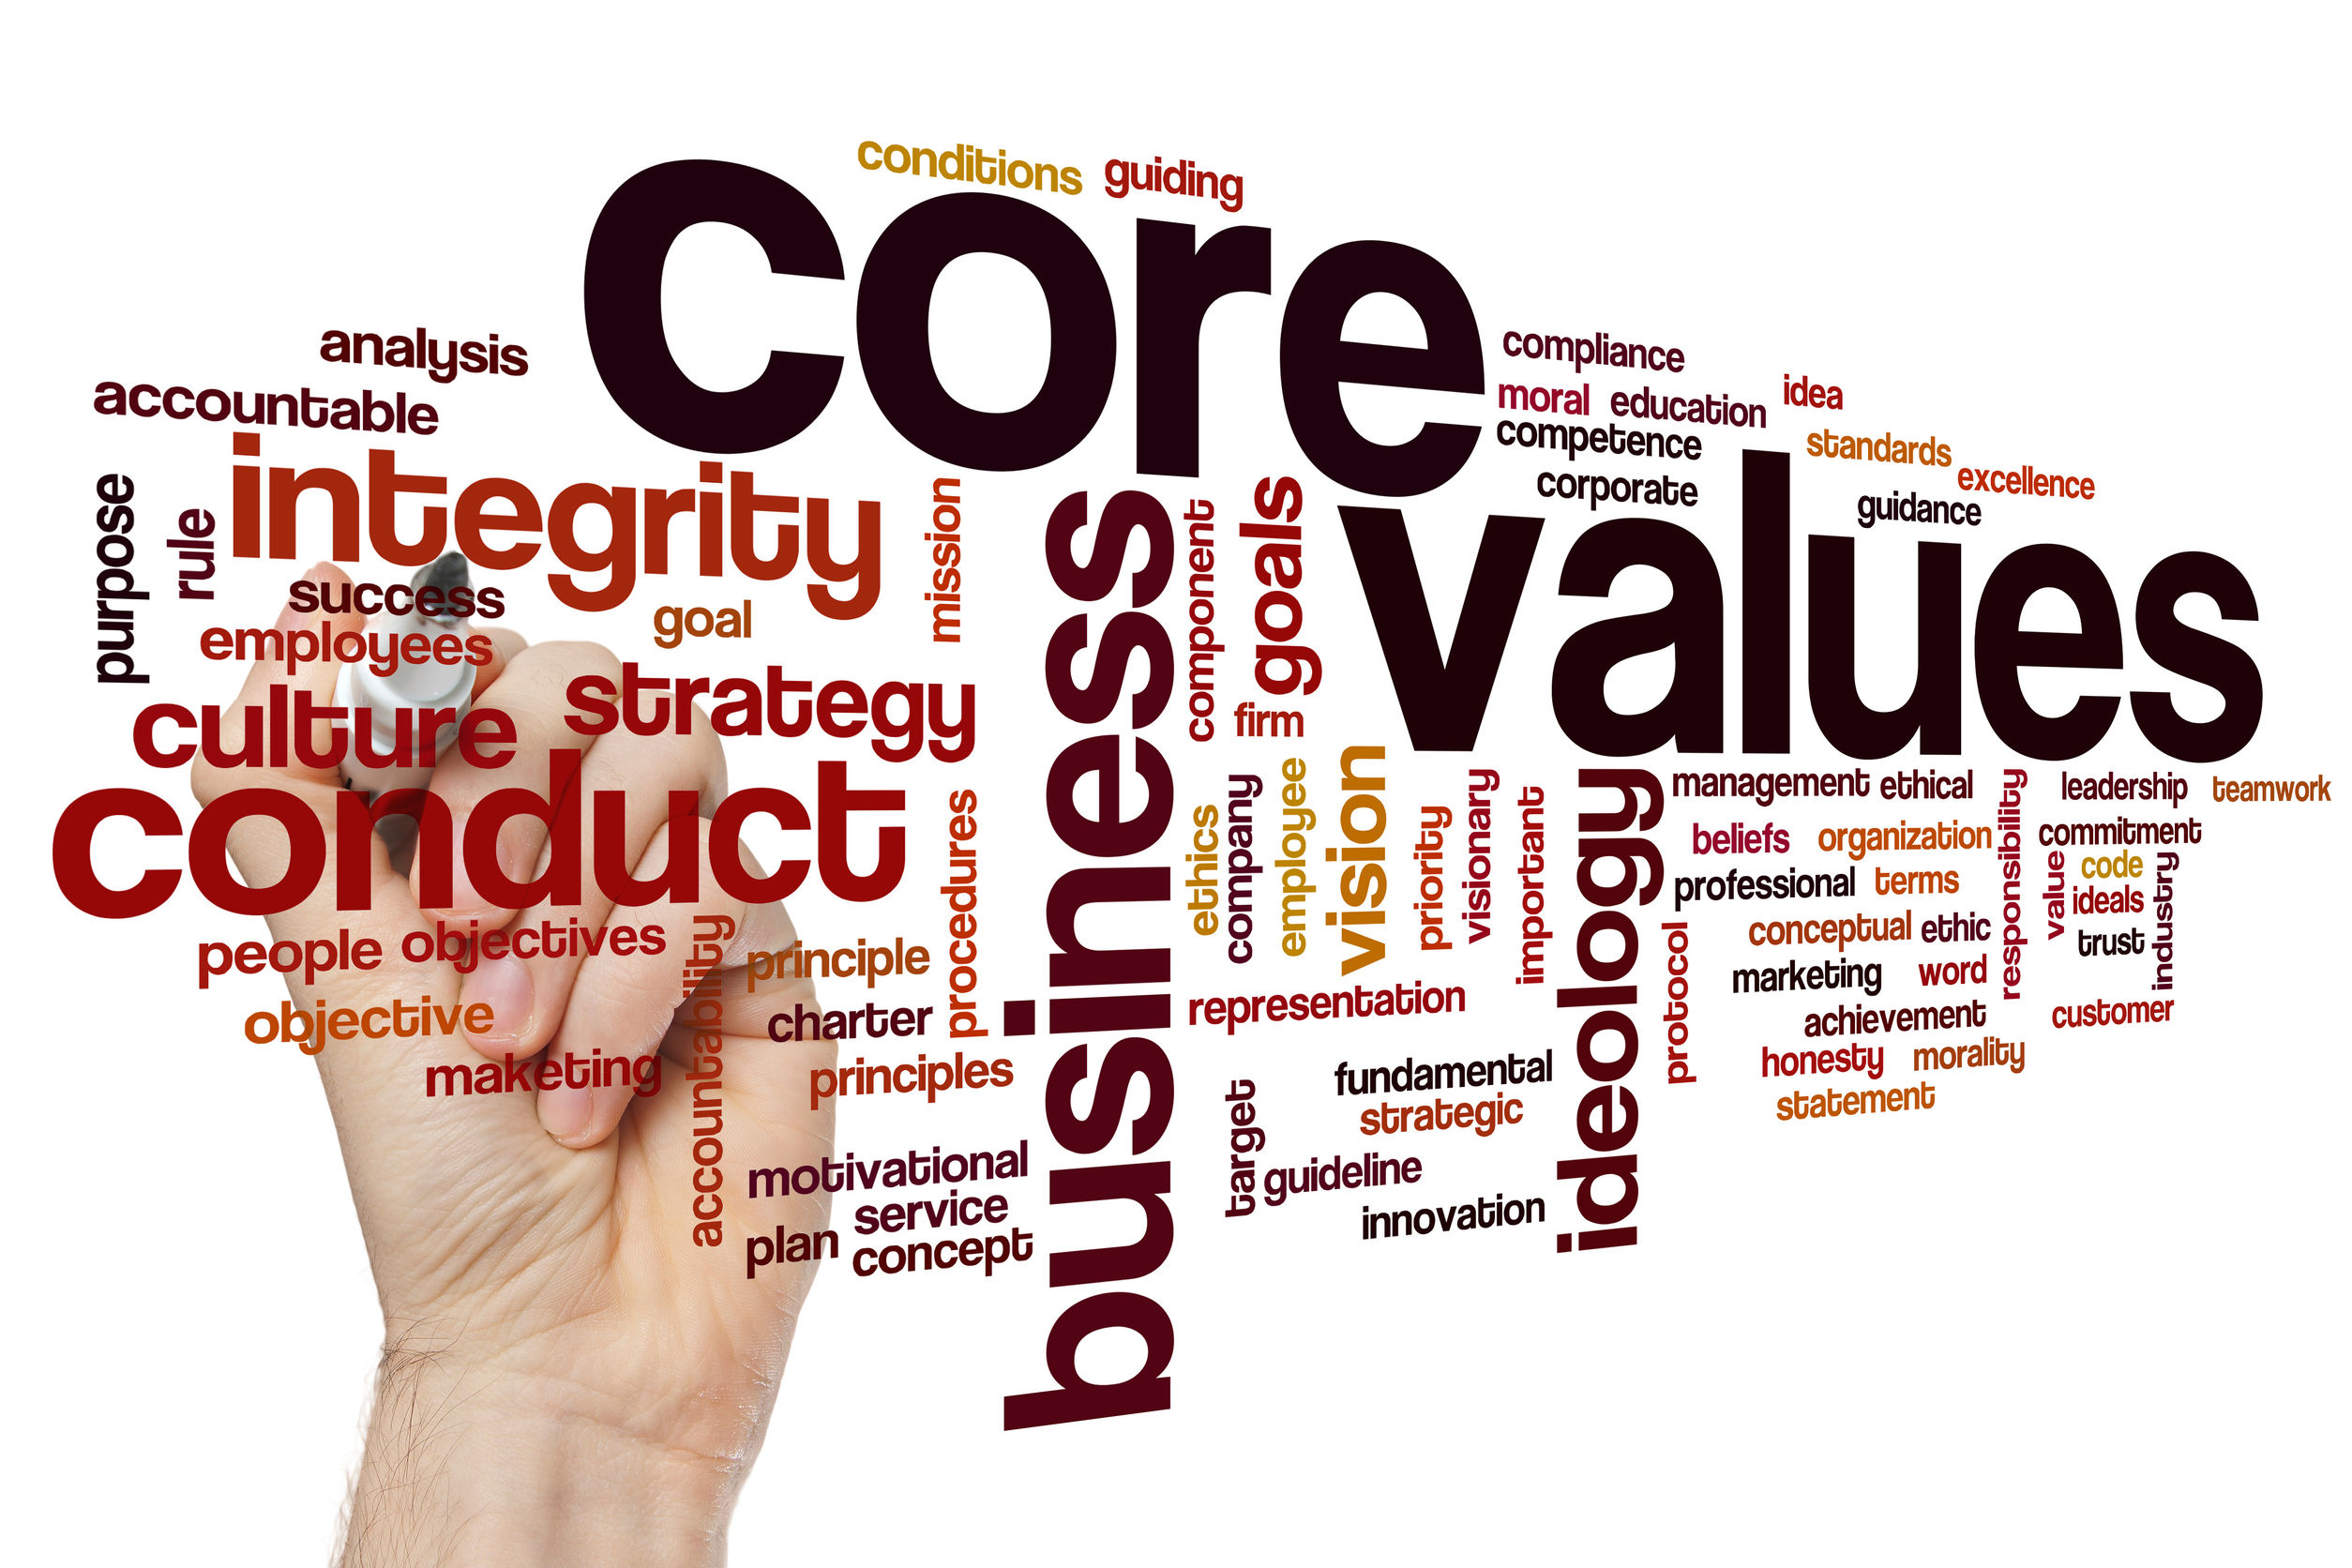 conditions
guiding
core
analysis
accountable
compliance
moral
education
idea
competence
standards
corporate
excellence
guidance
integrity
purpose
rule
mission
component
goals
values
success
goal
employees
strategy
culture
firm
business
conduct
procedures
ethics
company
employee
vision
priority
visionary
important
ideology
management
ethical
leadership
teamwork
responsibility
beliefs
organization
commitment
value
code
industry
professional
terms
ideals
people
objectives
accountability
principle
protocol
conceptual
ethic
trust
marketing
word
objective
charter
representation
achievement
customer
maketing
principles
fundamental
honesty
morality
strategic
statement
target
motivational
guideline
service
innovation
plan
concept